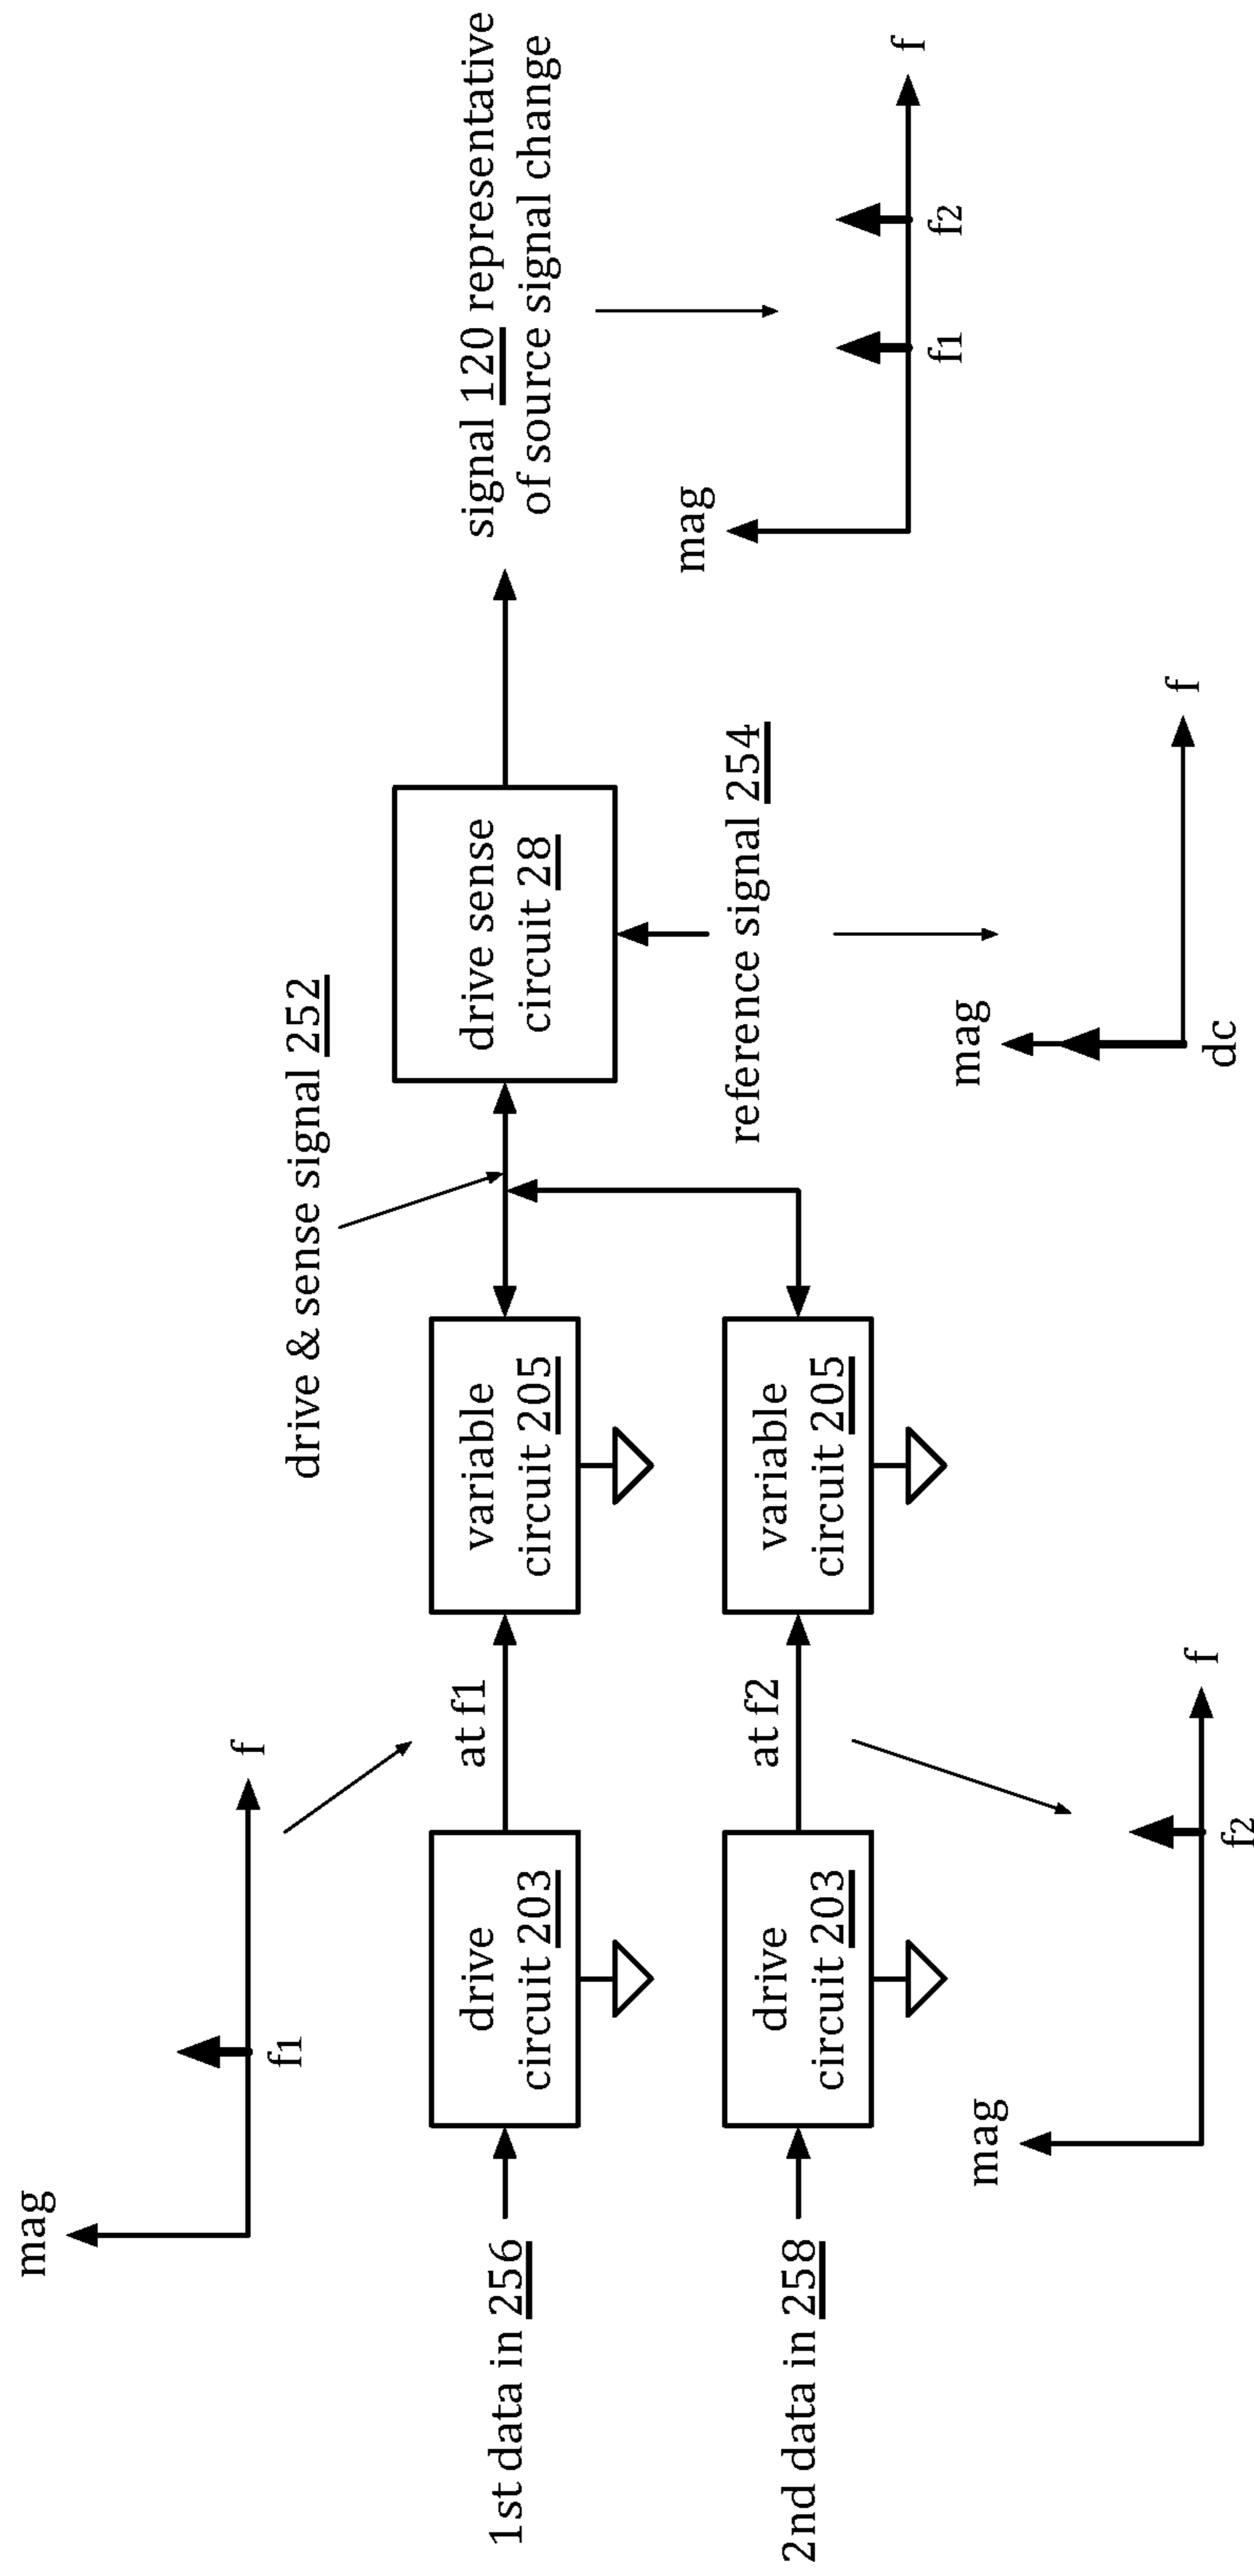 mag
f1
f
drive & sense signal 252
1st data in 256
drive
circuit 203
at f1
variable
circuit 205
drive sense
circuit 28
signal 120 representative
of source signal change
2nd data in 258
drive
circuit 203
at f2
variable
circuit 205
reference signal 254
mag
f1
f2
f
mag
f2
f
mag
dc
f